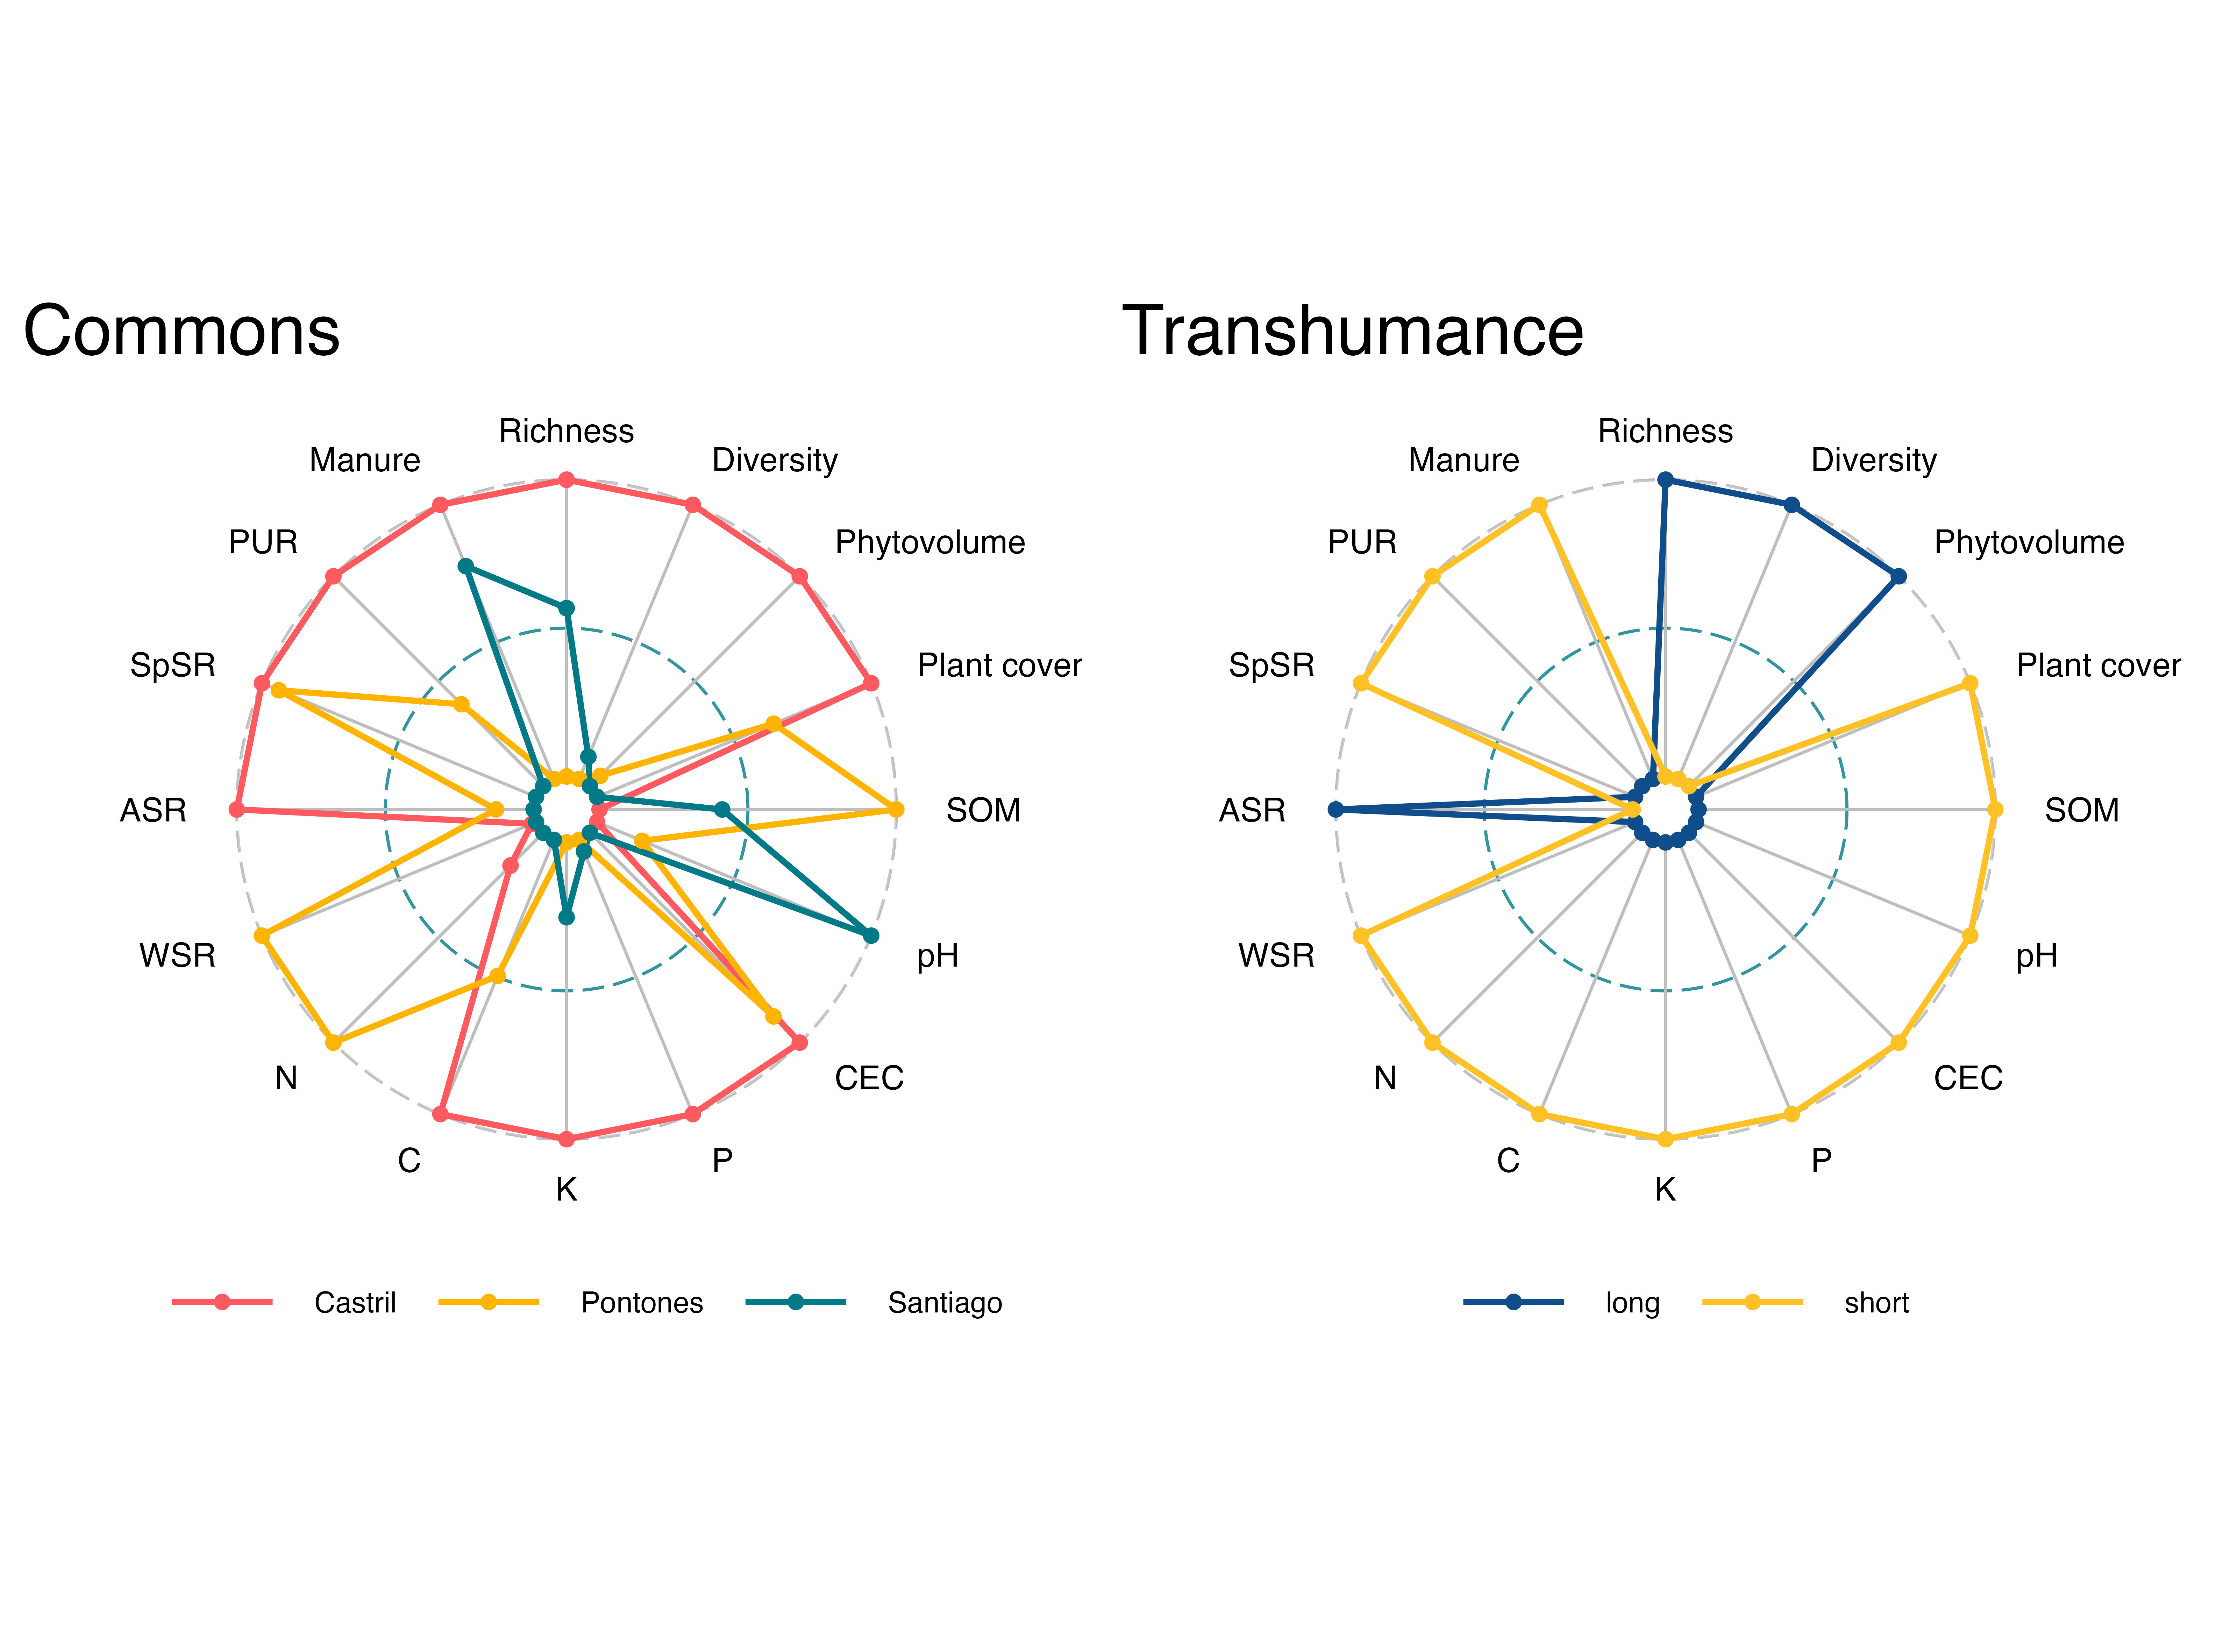 Commons
Richness
Diversity
Phytovolume
Plant cover
SOM
pH
CEC
P
K
C
N
WSR
ASR
SpSR
PUR
Manure
Castril
Pontones
Santiago
Transhumance
Richness
Diversity
Phytovolume
Plant cover
SOM
pH
CEC
P
K
C
N
WSR
ASR
SpSR
PUR
Manure
long
short